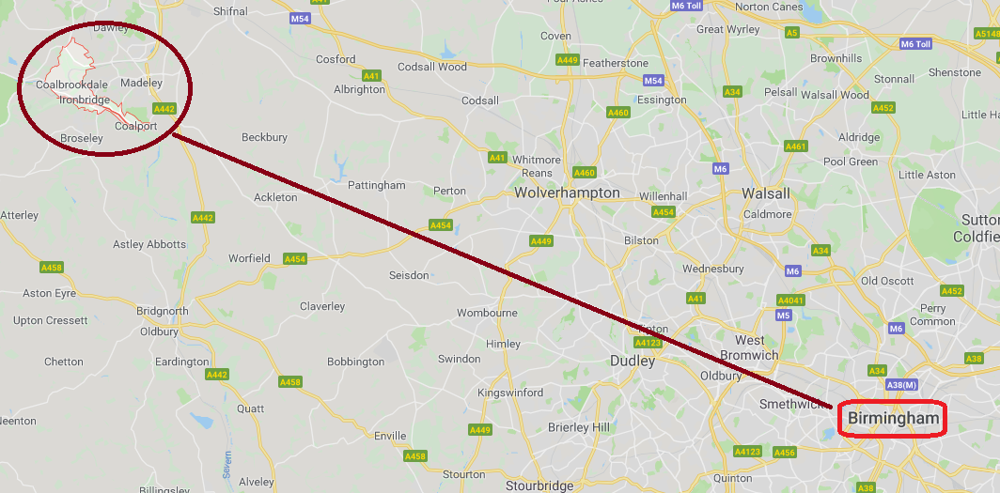 A41
M6 Toll
Four Ashes
Shifnal
M54
Norton Canes
Dawley
Great Wyrley
A5
A5148
Coven
M6 Toll
Cosford
A449
Featherstone
Brownhills
Codsall Wood
Shenstone
A41
M54
Stonnall
Coalbrookdale
Madeley
Albrighton
Essington
A34
Pelsall
Walsall Wood
Ironbridge
Codsall
A442
A460
A452
Coalport
Broseley
Beckbury
Aldridge
A461
Whitmore
Reans
A41
Pool Green
M6
A460
Little Aston
Pattingham
Perton
Wolverhampton
Willenhall
Walsall
Ackleton
A454
Caldmore
Atterley
A442
A454
Astley Abbotts
A449
Bilston
A34
Worfield
A454
A458
Wednesbury
M6
Seisdon
Old Oscott
Aston Eyre
A41
A4041
A452
Claverley
Bridgnorth
Wombourne
M5
Perry
Common
Upton Cressett
Oldbury
Tipton
M6
Himley
A4123
West
Bromwich
Chetton
Eardington
Bobbington
Swindon
Dudley
A38
A442
A34
Oldbury
A458
A38(M)
Kingswinford
Quatt
Smethwick
Birmingham
A449
Brierley Hill
Enville
A458
A4123
A456
Severn
Stourton
Alveley
Quinton
Billingsley
Stourbridge
A38